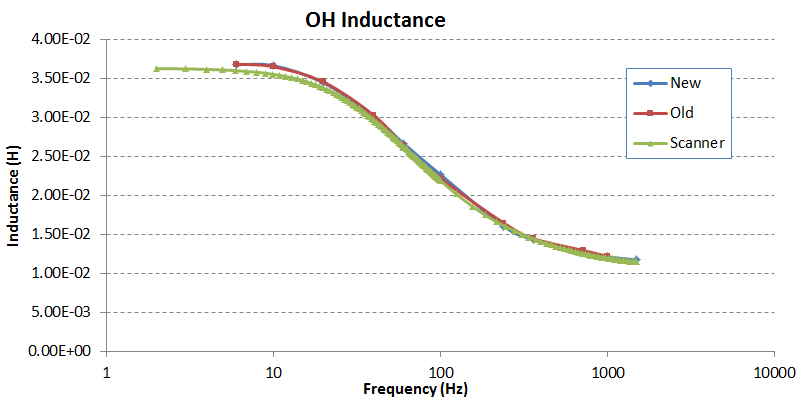 OH Inductance
4.00E-02
3.50E-02
3.00E-02
2.50E-02
2.00E-02
1.50E-02
1.00E-02
5.00E-03
0.00E+00
Inductance (H)
New
Old
Scanner
1 10 100 1000 10000
Frequency (Hz)